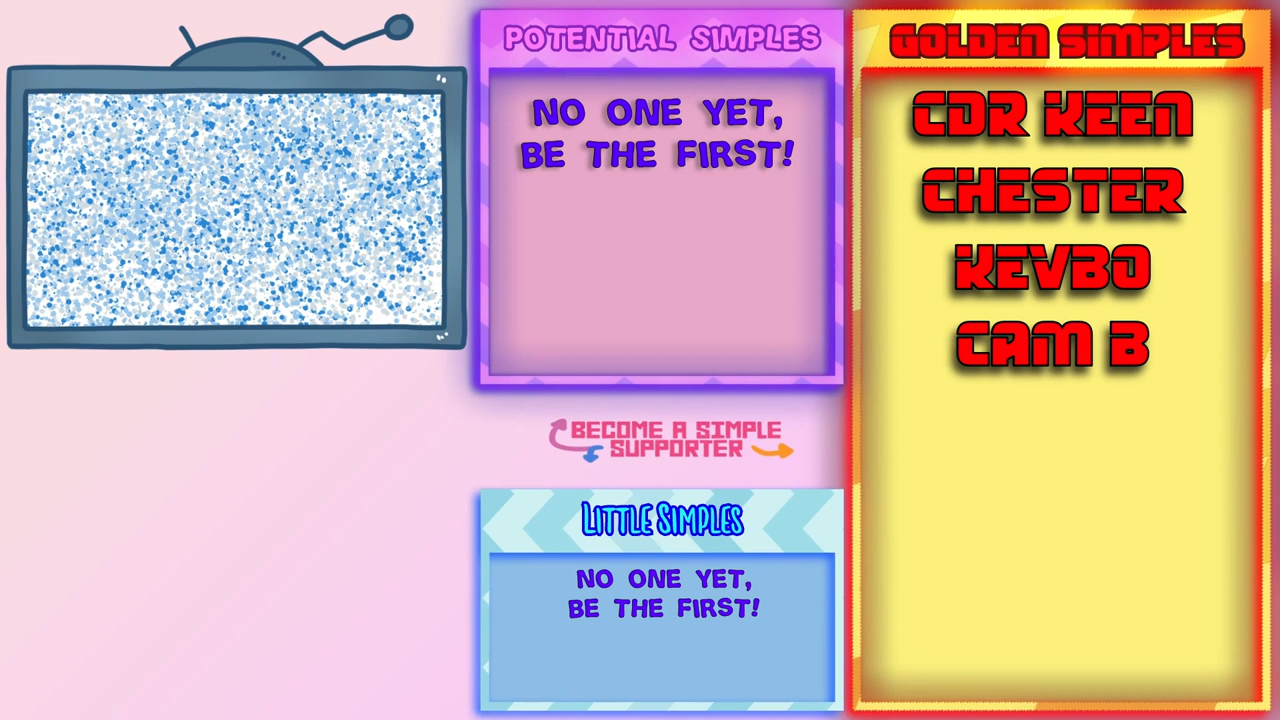 POTENTIAL SIMPLES
NO ONE YET,
BE THE FIRST!
BECOME A SIMPLE
SUPPORTER
LITTLE SIMPLES
NO ONE YET,
BE THE FIRST!
GOLDEN SIMPLES
CDR KEEN
CHESTER
KEVBO
CAM B